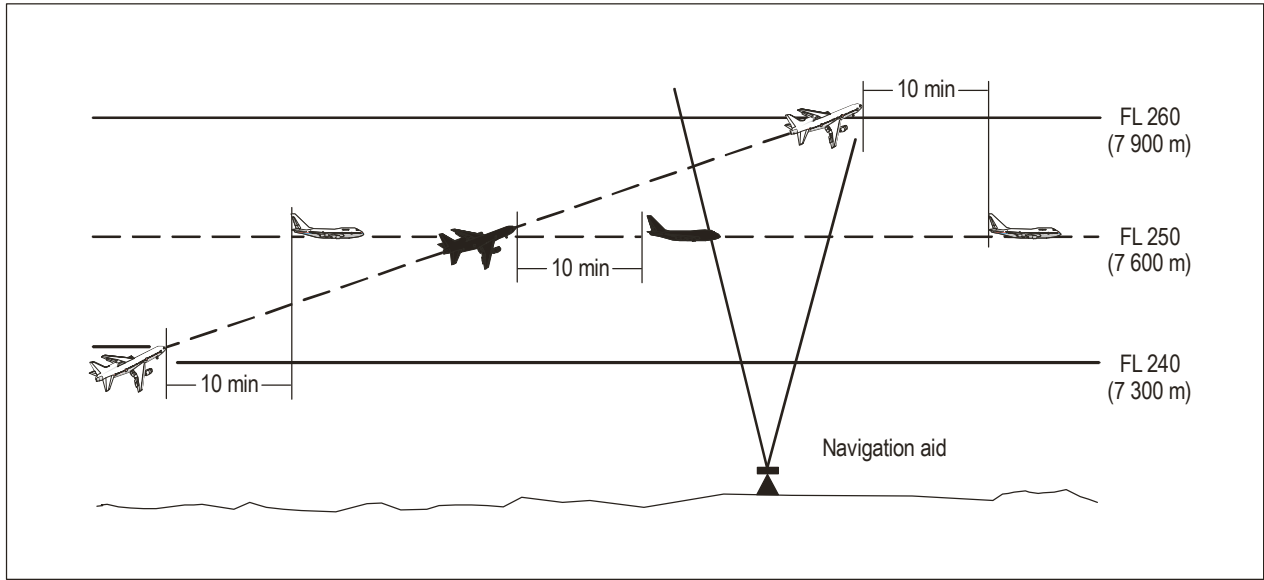 10 min
FL 260
(7 900 m)
10 min
FL 250
(7 600 m)
10 min
FL 240
(7 300 m)
Navigation aid